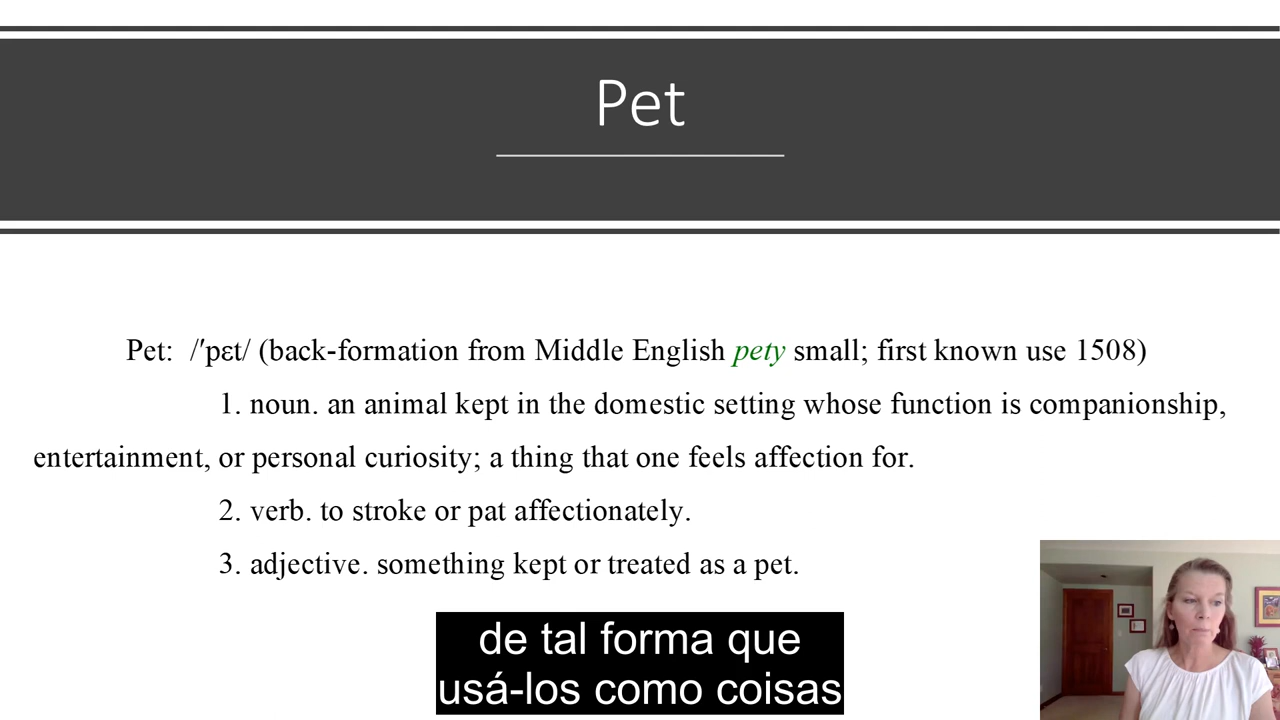 Pet
Pet: /′pɛt/ (back-formation from Middle English pety small; first known use 1508)
1. noun. an animal kept in the domestic setting whose function is companionship,
entertainment, or personal curiosity; a thing that one feels affection for.
2. verb. to stroke or pat affectionately.
3. adjective. something kept or treated as a pet.
de tal forma que
usá-los como coisas